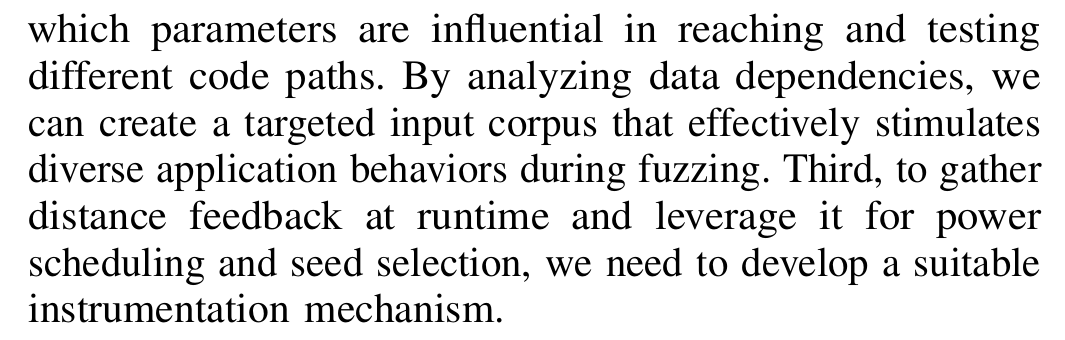 which parameters are influential in reaching and testing
different code paths. By analyzing data dependencies, we
can create a targeted input corpus that effectively stimulates
diverse application behaviors during fuzzing. Third, to gather
distance feedback at runtime and leverage it for power
scheduling and seed selection, we need to develop a suitable
instrumentation mechanism.